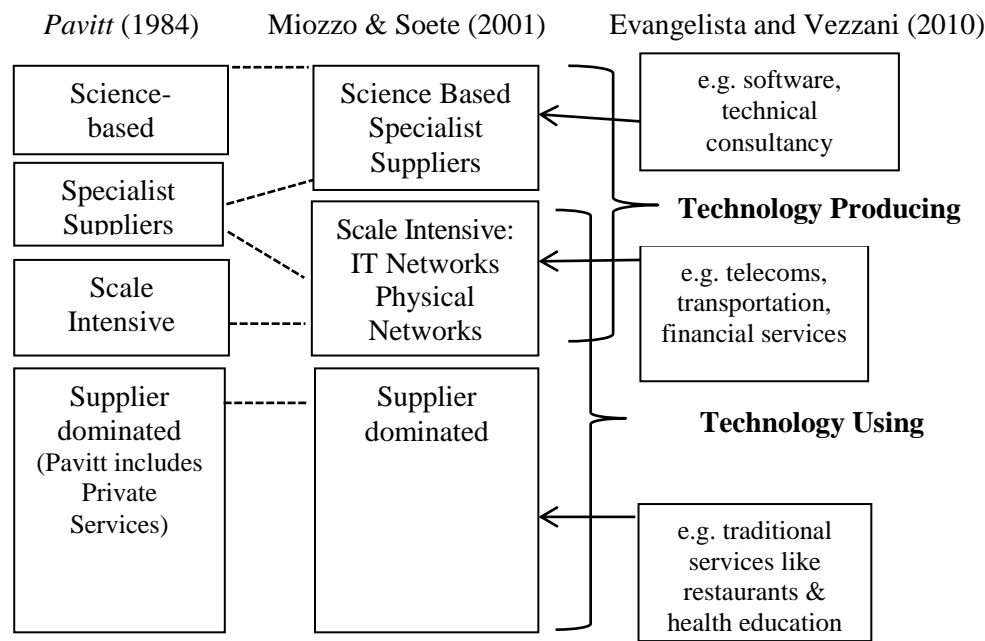 Pavitt (1984)
Miozzo & Soete (2001)
Evangelista and Vezzani (2010)
Science-
based
Specialist
Suppliers
Scale
Intensive
Supplier
dominated
(Pavitt includes
Private
Services)
Science Based
Specialist
Suppliers
Scale Intensive:
IT Networks
Physical
Networks
Supplier
dominated
e.g. software,
technical
consultancy
Technology Producing
e.g. telecoms,
transportation,
financial services
Technology Using
e.g. traditional
services like
restaurants &
health education